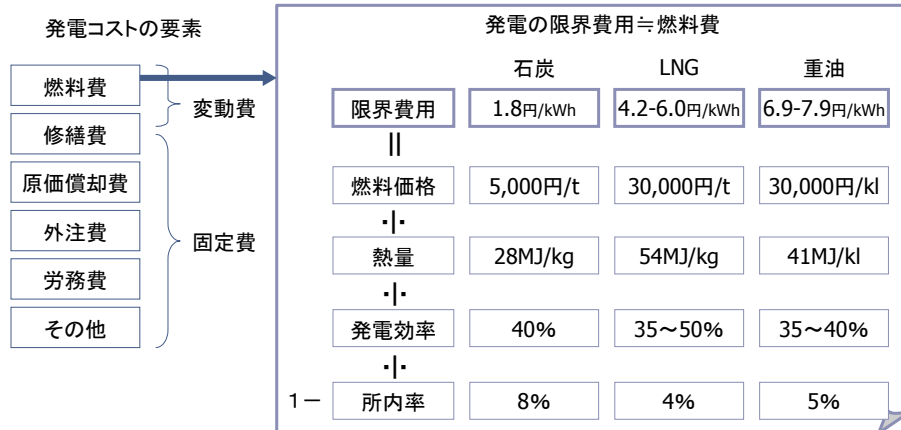 発電コストの要素
燃料費
修繕費
原価償却費
外注費
労務費
その他
変動費
固定費
発電の限界費用≒燃料費
石炭 LNG 重油
限界費用 1.8円/kWh 4.2-6.0円/kWh 6.9-7.9円/kWh
=
燃料価格 5,000円/t 30,000円/t 30,000円/kl
÷
熱量 28MJ/kg 54MJ/kg 41MJ/kl
÷
発電効率 40% 35～50% 35～40%
÷
1－ 所内率 8% 4% 5%